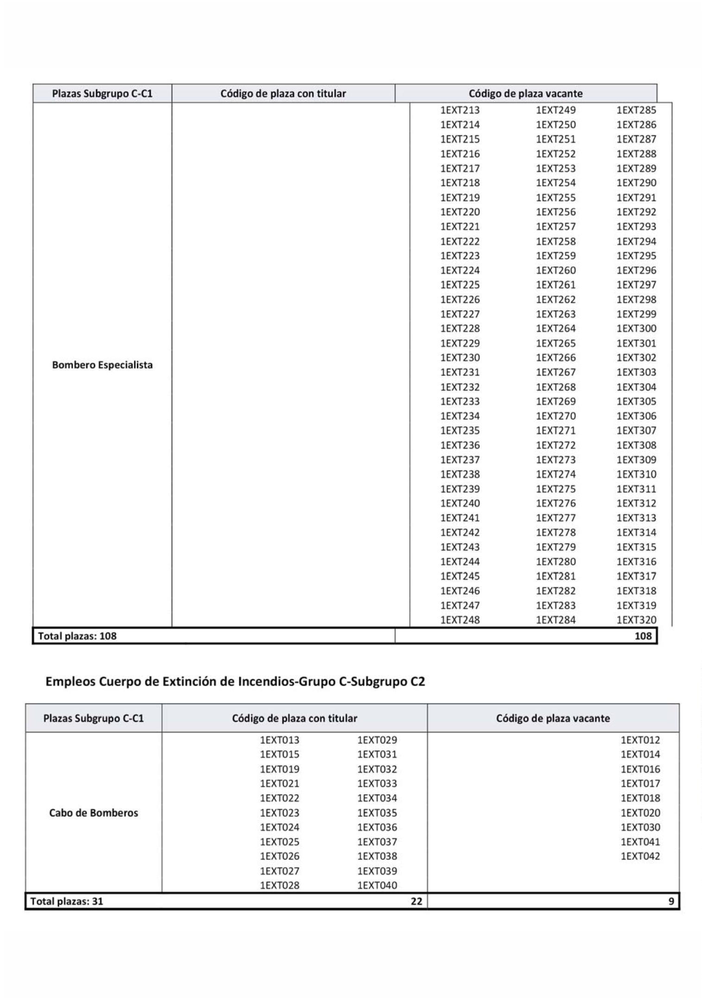 Plazas Subgrupo C-C1 Código de plaza con titular Código de plaza vacante
1EXT213 1EXT249 1EXT285
1EXT214 1EXT250 1EXT286
1EXT215 1EXT251 1EXT287
1EXT216 1EXT252 1EXT288
1EXT217 1EXT253 1EXT289
1EXT218 1EXT254 1EXT290
1EXT219 1EXT255 1EXT291
1EXT220 1EXT256 1EXT292
1EXT221 1EXT257 1EXT293
1EXT222 1EXT258 1EXT294
1EXT223 1EXT259 1EXT295
1EXT224 1EXT260 1EXT296
1EXT225 1EXT261 1EXT297
1EXT226 1EXT262 1EXT298
1EXT227 1EXT263 1EXT299
1EXT228 1EXT264 1EXT300
1EXT229 1EXT265 1EXT301
1EXT230 1EXT266 1EXT302
Bombero Especialista
1EXT231 1EXT267 1EXT303
1EXT232 1EXT268 1EXT304
1EXT233 1EXT269 1EXT305
1EXT234 1EXT270 1EXT306
1EXT235 1EXT271 1EXT307
1EXT236 1EXT272 1EXT308
1EXT237 1EXT273 1EXT309
1EXT238 1EXT274 1EXT310
1EXT239 1EXT275 1EXT311
1EXT240 1EXT276 1EXT312
1EXT241 1EXT277 1EXT313
1EXT242 1EXT278 1EXT314
1EXT243 1EXT279 1EXT315
1EXT244 1EXT280 1EXT316
1EXT245 1EXT281 1EXT317
1EXT246 1EXT282 1EXT318
1EXT247 1EXT283 1EXT319
1EXT248 1EXT284 1EXT320
Total plazas: 108 108
Empleos Cuerpo de Extinción de Incendios-Grupo C-Subgrupo C2
Plazas Subgrupo C-C1 Código de plaza con titular Código de plaza vacante
1EXT013 1EXT029 1EXT012
1EXT015 1EXT031 1EXT014
1EXT019 1EXT032 1EXT016
1EXT021 1EXT033 1EXT017
1EXT022 1EXT034 1EXT018
Cabo de Bomberos 1EXT023 1EXT035 1EXT020
1EXT024 1EXT036 1EXT030
1EXT025 1EXT037 1EXT041
1EXT026 1EXT038 1EXT042
1EXT027 1EXT039
1EXT028 1EXT040
Total plazas: 31 22 9